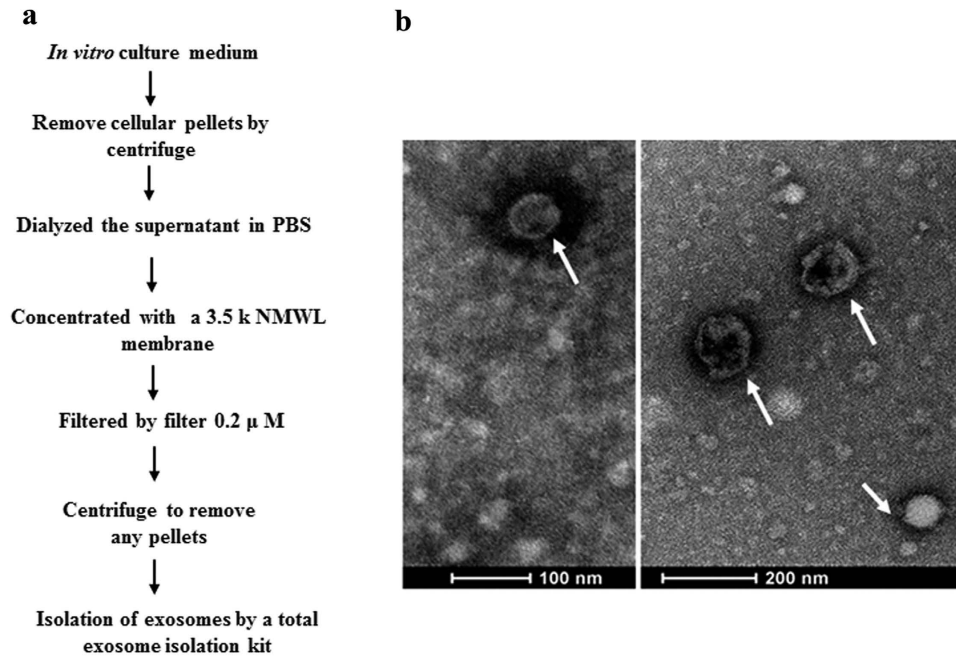 a
In vitro culture medium
Remove cellular pellets by
centrifuge
Dialyzed the supernatant in PBS
Concentrated with a 3.5 k NMWL
membrane
Filtered by filter 0.2 µ M
Centrifuge to remove
any pellets
Isolation of exosomes by a total
exosome isolation kit
b
100 nm
200 nm